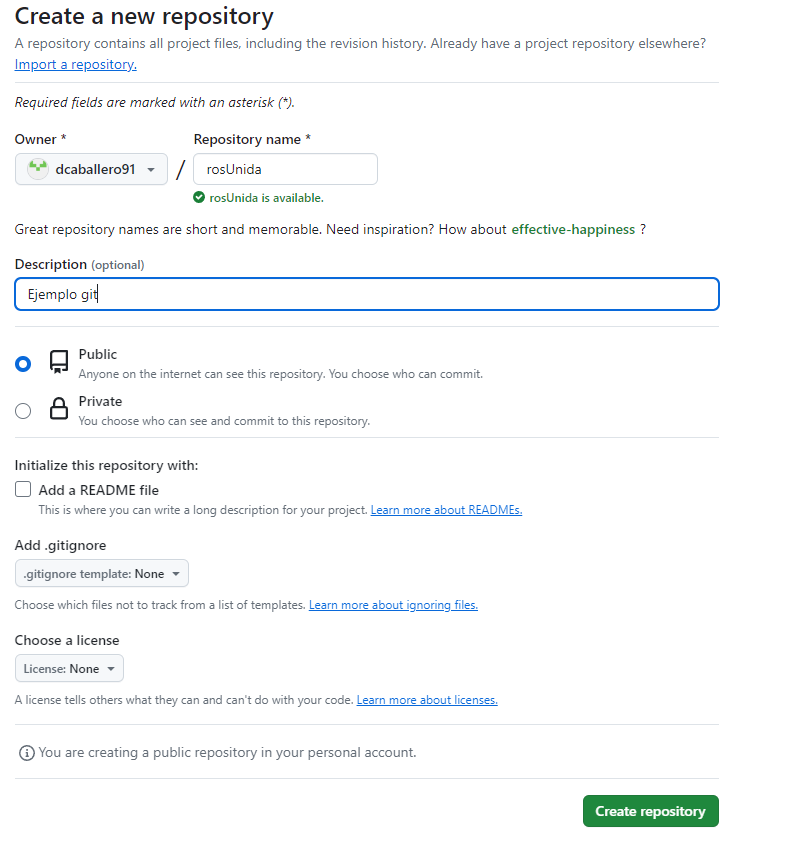 Create a new repository
A repository contains all project files, including the revision history. Already have a project repository elsewhere?
Import a repository.
Required fields are marked with an asterisk (*).
Owner * Repository name *
dcaballero91 / rosUnida
rosUnida is available.
Great repository names are short and memorable. Need inspiration? How about effective-happiness ?
Description (optional)
Ejemplo git
Public
Anyone on the internet can see this repository. You choose who can commit.
Private
You choose who can see and commit to this repository.
Initialize this repository with:
Add a README file
This is where you can write a long description for your project. Learn more about READMEs.
Add .gitignore
.gitignore template: None
Choose which files not to track from a list of templates. Learn more about ignoring files.
Choose a license
License: None
A license tells others what they can and can't do with your code. Learn more about licenses.
You are creating a public repository in your personal account.
Create repository